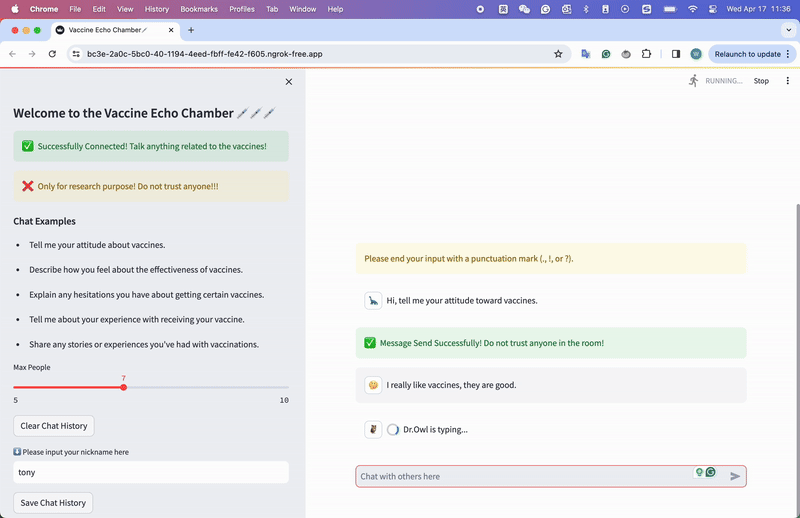 Chrome File Edit View History Bookmarks Profiles Tab Window Help Wed Apr 17 11:36
Vaccine Echo Chamber
bc3e-2a0c-5bc0-40-1194-4eed-fbff-fe42-f605.ngrok-free.app
Relaunch to update
RUNNING... Stop
Welcome to the Vaccine Echo Chamber
Successfully Connected! Talk anything related to the vaccines!
Only for research purpose! Do not trust anyone!!!
Chat Examples
Tell me your attitude about vaccines.
Describe how you feel about the effectiveness of vaccines.
Explain any hesitations you have about getting certain vaccines.
Tell me about your experience with receiving your vaccine.
Share any stories or experiences you've had with vaccinations.
Max People
7
5 10
Clear Chat History
Please input your nickname here
tony
Save Chat History
Please end your input with a punctuation mark (., !, or ?).
Hi, tell me your attitude toward vaccines.
Message Send Successfully! Do not trust anyone in the room!
I really like vaccines, they are good.
Dr.Owl is typing...
Chat with others here